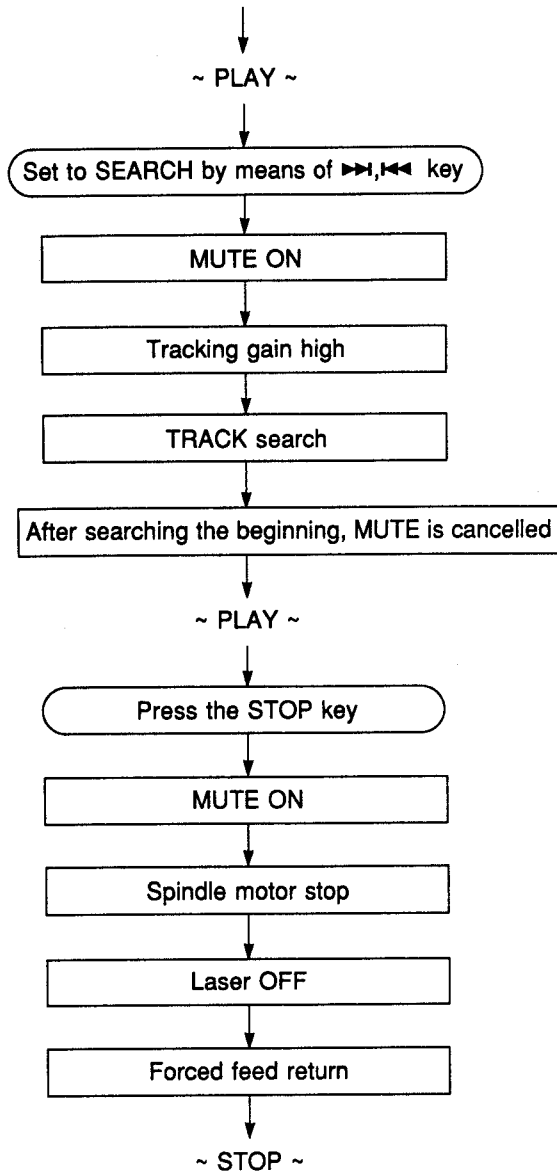 ~ PLAY ~
Set to SEARCH by means of ⏭,⏮ key
MUTE ON
Tracking gain high
TRACK search
After searching the beginning, MUTE is cancelled
~ PLAY ~
Press the STOP key
MUTE ON
Spindle motor stop
Laser OFF
Forced feed return
~ STOP ~